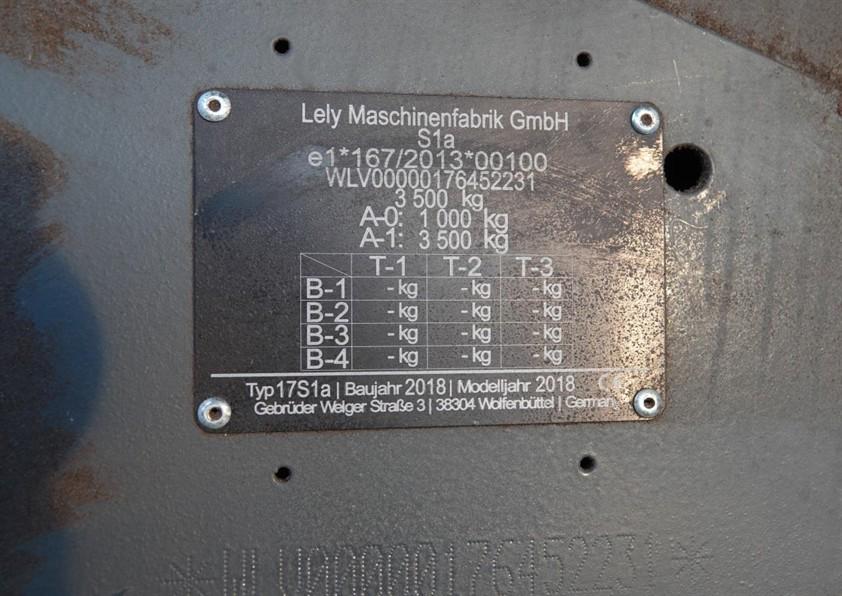 Lely Maschinenfabrik GmbH
S1a
e1*167/2013*00100
WLV00000176452231
3 500 kg
A-0: 1 000 kg
A-1: 3 500 kg
T-1 T-2 T-3
B-1 - kg - kg - kg
B-2 - kg - kg - kg
B-3 - kg - kg - kg
B-4 - kg - kg - kg
Typ 17S1a | Baujahr 2018 | Modelljahr 2018 CE
Gebrüder Welger Straße 3 | 38304 Wolfenbüttel | Germany
*WLV00000176452231*